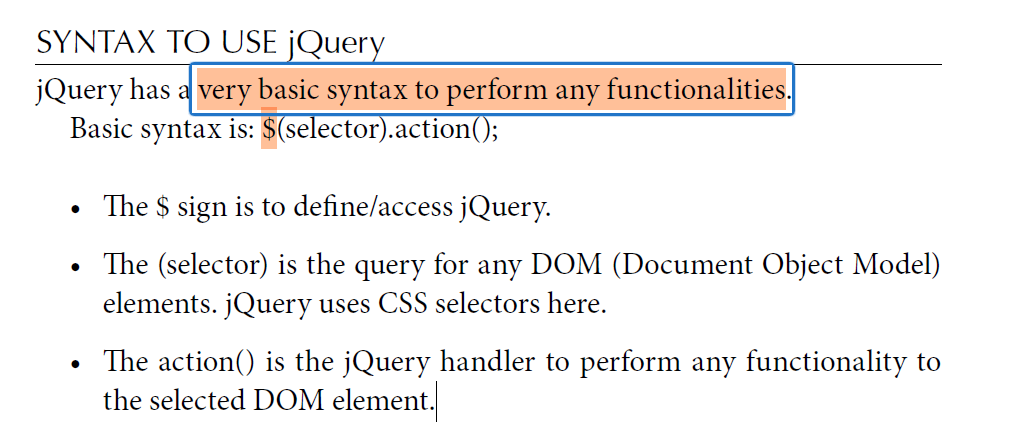 SYNTAX TO USE jQuery
jQuery has a very basic syntax to perform any functionalities.
Basic syntax is: $(selector).action();
• The $ sign is to define/access jQuery.
• The (selector) is the query for any DOM (Document Object Model)
elements. jQuery uses CSS selectors here.
• The action() is the jQuery handler to perform any functionality to
the selected DOM element.